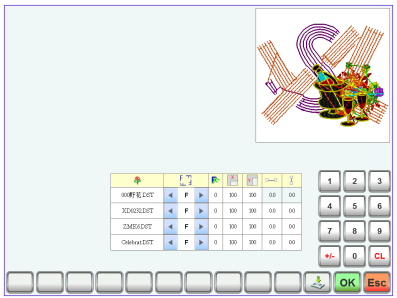 000野花.DST F 0 100 100 0.0 0.0
XD0232.DST F 0 100 100 0.0 0.0
ZME6.DST F 0 100 100 0.0 0.0
Celebrat.DST F 0 100 100 0.0 0.0
1 2 3
4 5 6
7 8 9
+/- 0 CL
OK Esc